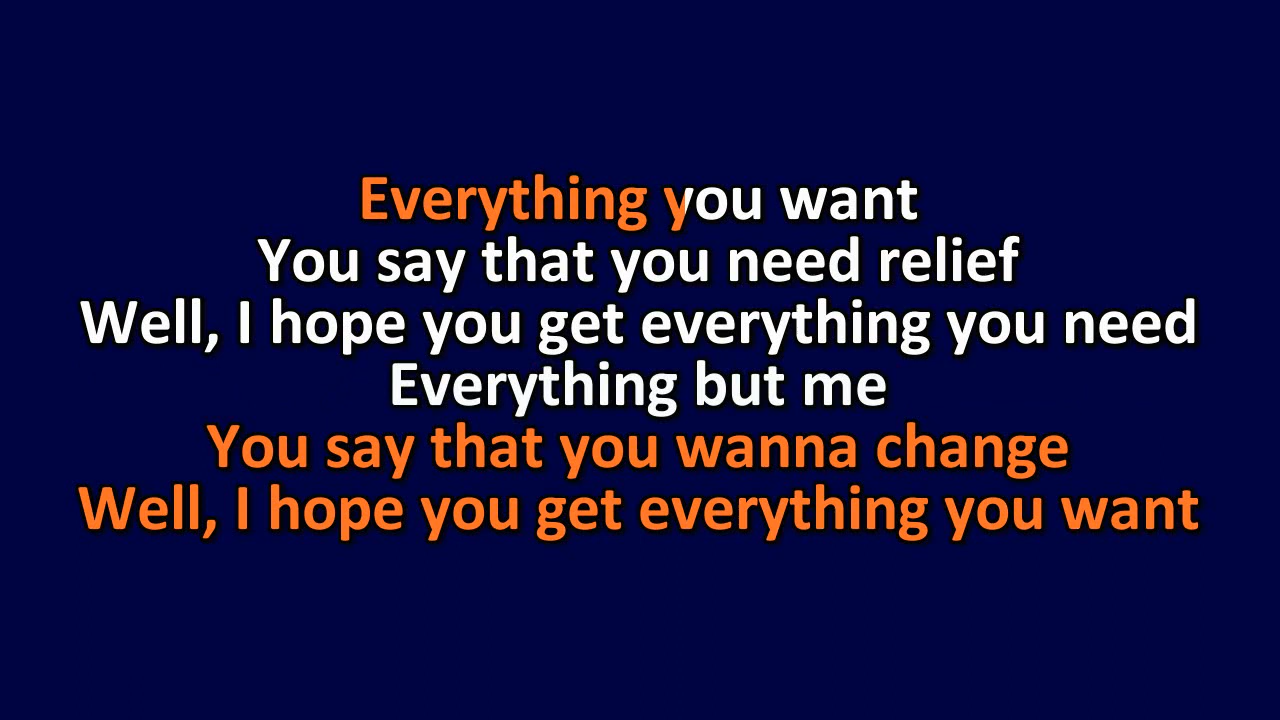 Everything you want
You say that you need relief
Well, I hope you get everything you need
Everything but me
You say that you wanna change
Well, I hope you get everything you want